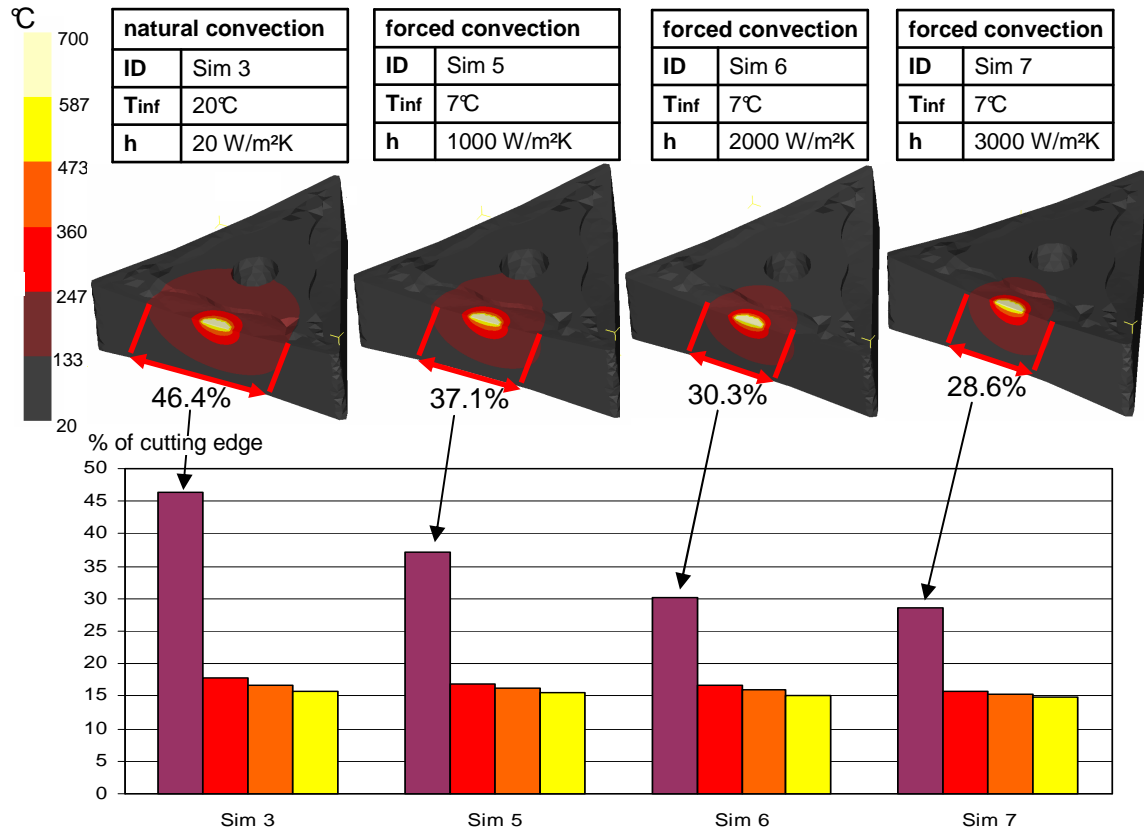 ℃
700
587
473
360
247
133
20
natural convection
ID Sim 3
Tinf 20℃
h 20 W/m²K
forced convection
ID Sim 5
Tinf 7℃
h 1000 W/m²K
forced convection
ID Sim 6
Tinf 7℃
h 2000 W/m²K
forced convection
ID Sim 7
Tinf 7℃
h 3000 W/m²K
46.4%
37.1%
30.3%
28.6%
% of cutting edge
50
45
40
35
30
25
20
15
10
5
0
Sim 3
Sim 5
Sim 6
Sim 7